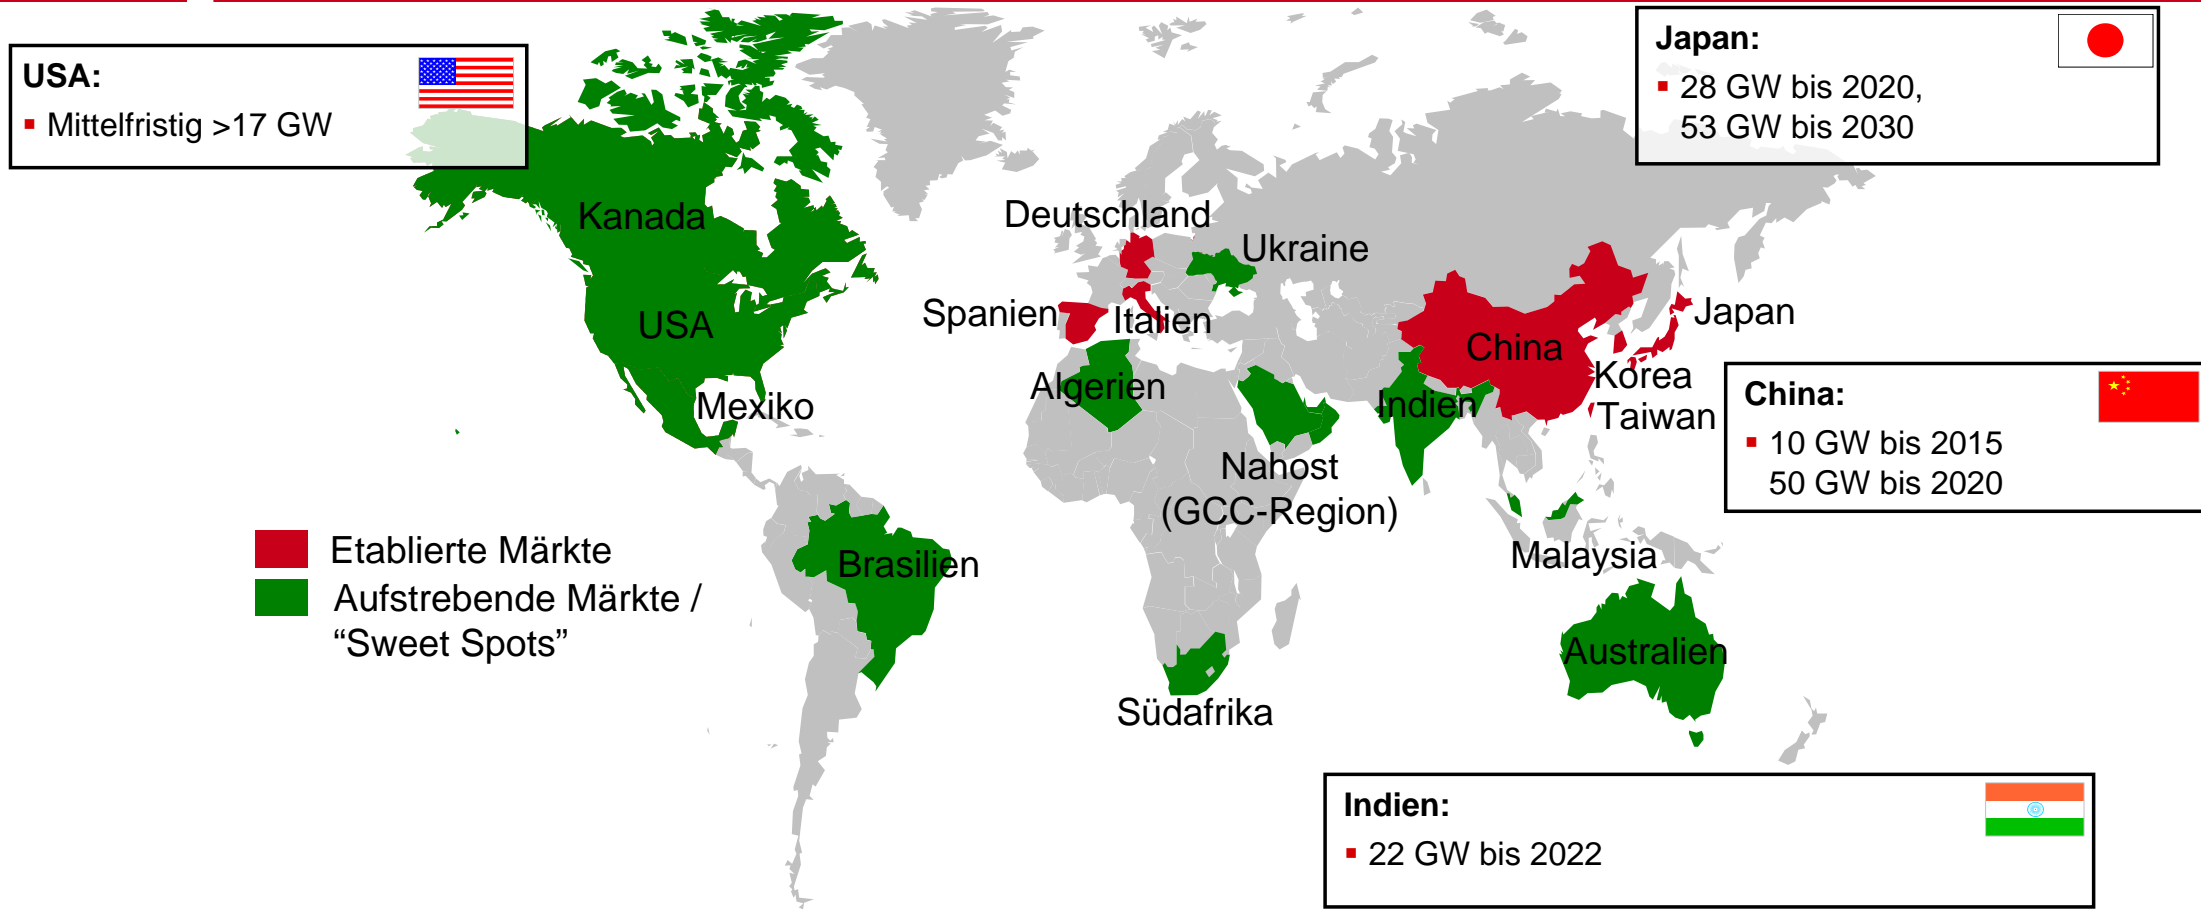 USA:
▪ Mittelfristig >17 GW
Japan:
▪ 28 GW bis 2020,
53 GW bis 2030
Kanada
Deutschland
Ukraine
USA
Spanien
Italien
Japan
China
Korea
Taiwan
Algerien
Mexiko
Indien
China:
▪ 10 GW bis 2015
50 GW bis 2020
Nahost
(GCC-Region)
Etablierte Märkte
Aufstrebende Märkte /
“Sweet Spots”
Brasilien
Malaysia
Australien
Südafrika
Indien:
▪ 22 GW bis 2022